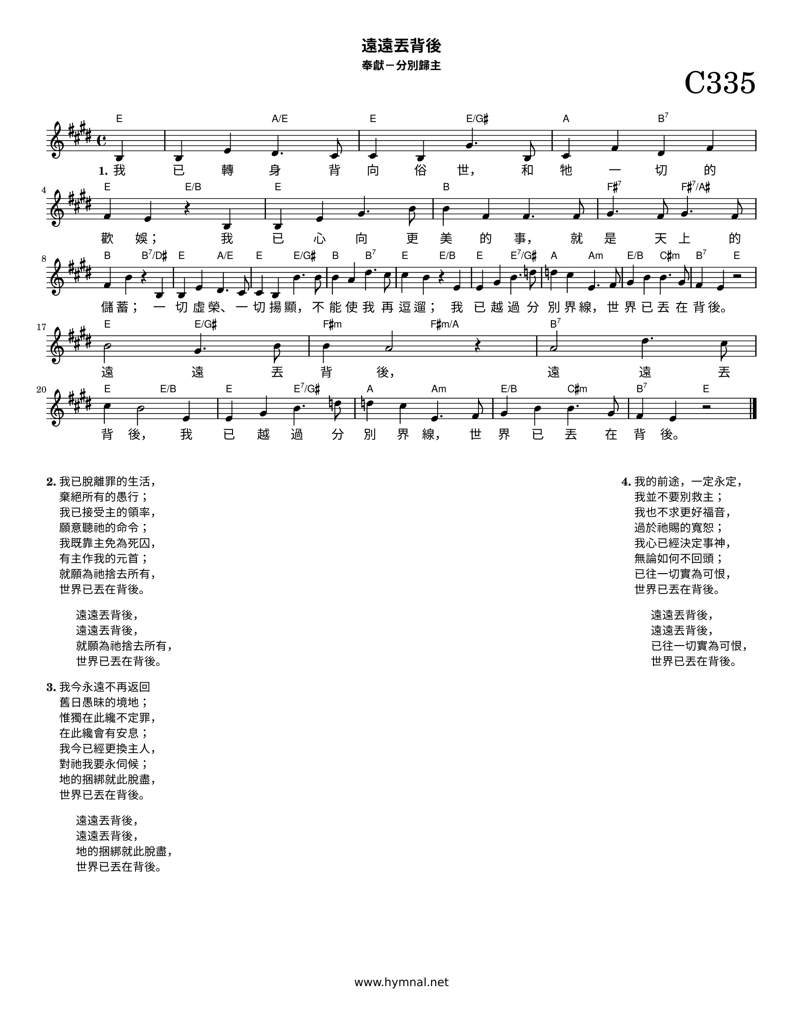 遠遠丟背後
奉獻－分別歸主
C335
E A/E E E/G♯ A B7
1. 我 已 轉 身 背 向 俗 世， 和 牠 一 切 的
4
E E/B E B F♯7 F♯7/A♯
歡 娛； 我 已 心 向 更 美 的 事， 就 是 天 上 的
8
B B7/D♯ E A/E E E/G♯ B B7 E E/B E E7/G♯ A Am E/B C♯m B7 E
儲蓄； 一 切虛榮、一 切揚顯，不 能使我 再 逗遛； 我 已越過 分 別界線，世 界已丟 在 背後。
17
E E/G♯ F♯m F♯m/A B7
遠 遠 丟 背 後， 遠 遠 丟
20
E E/B E E7/G♯ A Am E/B C♯m B7 E
背 後， 我 已 越 過 分 別 界 線， 世 界 已 丟 在 背 後。
2. 我已脫離罪的生活，
棄絕所有的愚行；
我已接受主的領率，
願意聽祂的命令；
我既靠主免為死囚，
有主作我的元首；
就願為祂捨去所有，
世界已丟在背後。
遠遠丟背後，
遠遠丟背後，
就願為祂捨去所有，
世界已丟在背後。
3. 我今永遠不再返回
舊日愚昧的境地；
惟獨在此纔不定罪，
在此纔會有安息；
我今已經更換主人，
對祂我要永伺候；
地的捆綁就此脫盡，
世界已丟在背後。
遠遠丟背後，
遠遠丟背後，
地的捆綁就此脫盡，
世界已丟在背後。
4. 我的前途，一定永定，
我並不要別救主；
我也不求更好福音，
過於祂賜的寬恕；
我心已經決定事神，
無論如何不回頭；
已往一切實為可恨，
世界已丟在背後。
遠遠丟背後，
遠遠丟背後，
已往一切實為可恨，
世界已丟在背後。
www.hymnal.net